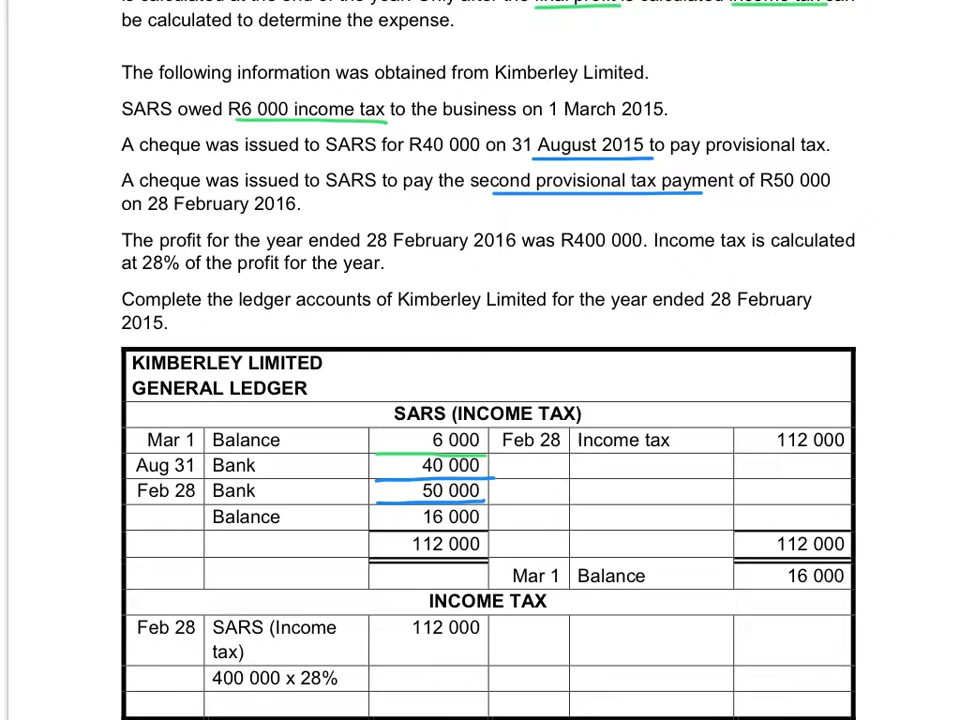 be calculated to determine the expense.
The following information was obtained from Kimberley Limited.
SARS owed R6 000 income tax to the business on 1 March 2015.
A cheque was issued to SARS for R40 000 on 31 August 2015 to pay provisional tax.
A cheque was issued to SARS to pay the second provisional tax payment of R50 000
on 28 February 2016.
The profit for the year ended 28 February 2016 was R400 000. Income tax is calculated
at 28% of the profit for the year.
Complete the ledger accounts of Kimberley Limited for the year ended 28 February
2015.
KIMBERLEY LIMITED
GENERAL LEDGER
SARS (INCOME TAX)
Mar 1 Balance 6 000 Feb 28 Income tax 112 000
Aug 31 Bank 40 000
Feb 28 Bank 50 000
Balance 16 000
112 000 112 000
Mar 1 Balance 16 000
INCOME TAX
Feb 28 SARS (Income 112 000
tax)
400 000 x 28%